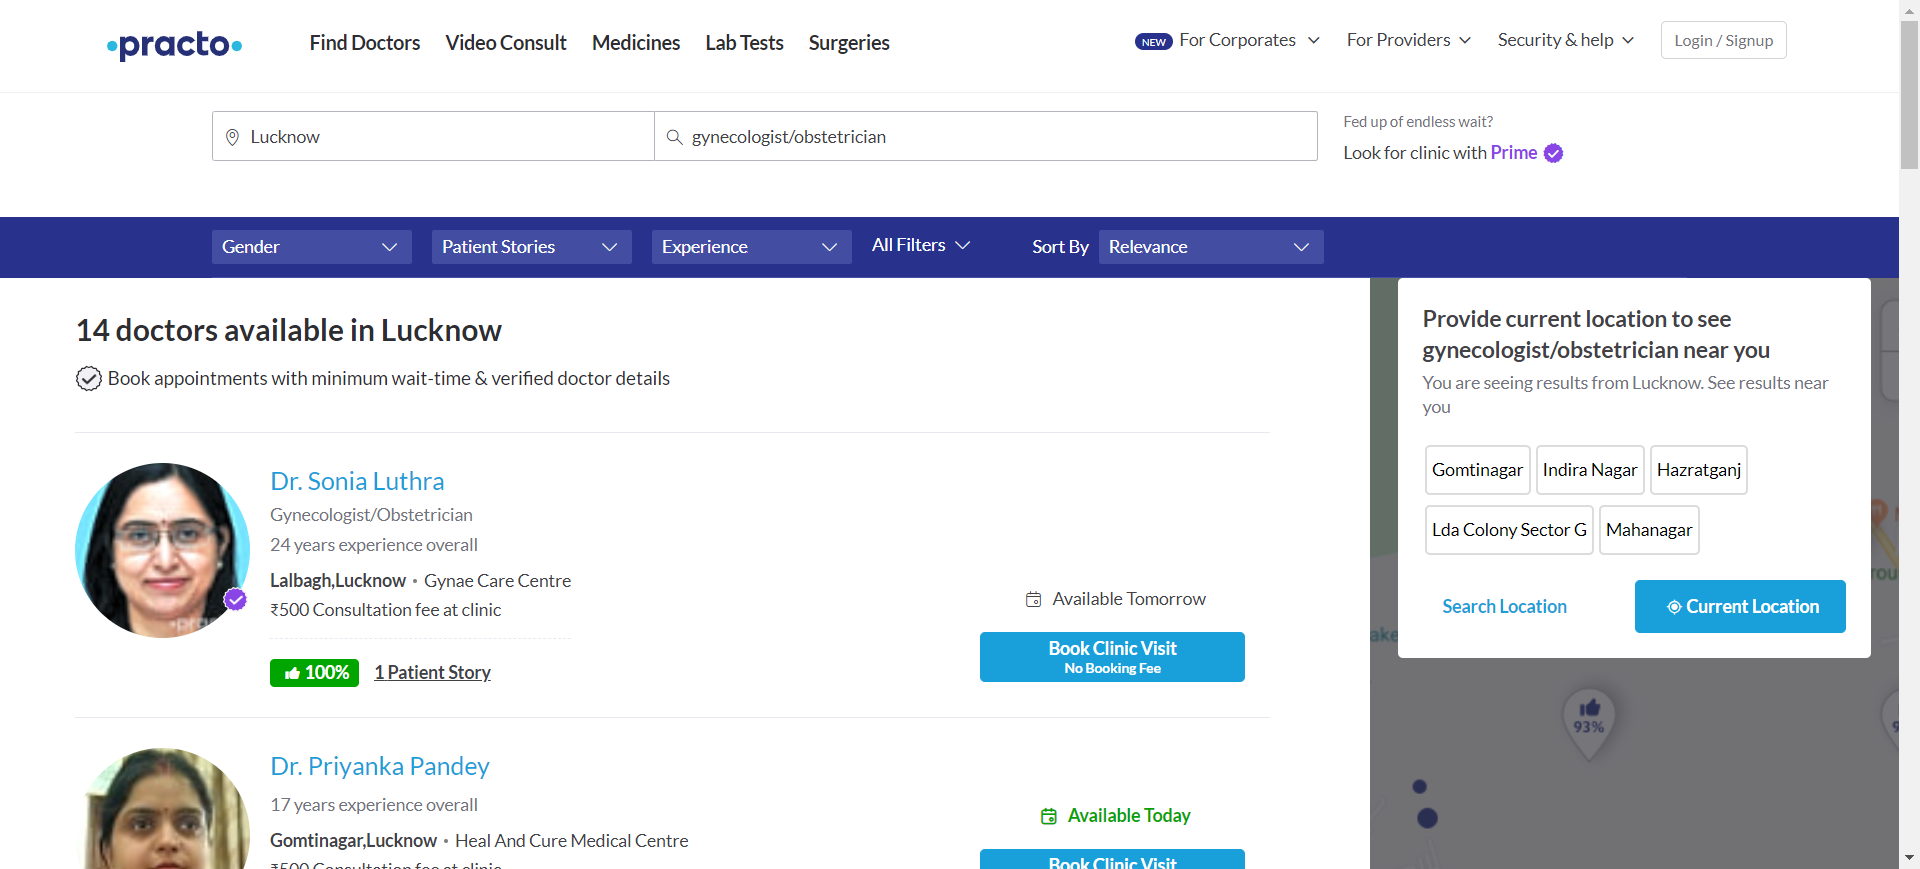 practo
Find Doctors
Video Consult
Medicines
Lab Tests
Surgeries
NEW
For Corporates
For Providers
Security & help
Login / Signup
Lucknow
gynecologist/obstetrician
Fed up of endless wait?
Look for clinic with Prime
Gender
Patient Stories
Experience
All Filters
Sort By
Relevance
14 doctors available in Lucknow
Book appointments with minimum wait-time & verified doctor details
Dr. Sonia Luthra
Gynecologist/Obstetrician
24 years experience overall
Lalbagh,Lucknow • Gynae Care Centre
₹500 Consultation fee at clinic
100%
1 Patient Story
Available Tomorrow
Book Clinic Visit
No Booking Fee
Dr. Priyanka Pandey
17 years experience overall
Gomtinagar,Lucknow • Heal And Cure Medical Centre
₹500 Consultation fee at clinic
Available Today
Book Clinic Visit
Provide current location to see
gynecologist/obstetrician near you
You are seeing results from Lucknow. See results near
you
Gomtinagar
Indira Nagar
Hazratganj
Lda Colony Sector G
Mahanagar
Search Location
Current Location
93%